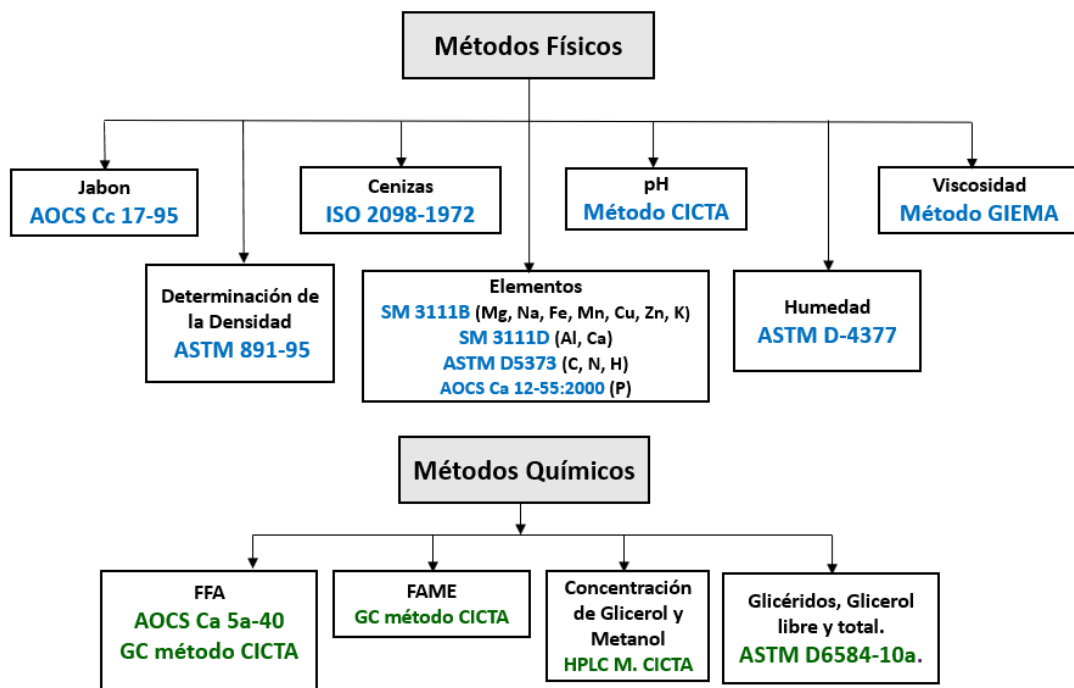 Métodos Físicos
Jabon
AOCS Cc 17-95
Cenizas
ISO 2098-1972
pH
Método CICTA
Viscosidad
Método GIEMA
Determinación de
la Densidad
ASTM 891-95
Elementos
SM 3111B (Mg, Na, Fe, Mn, Cu, Zn, K)
SM 3111D (Al, Ca)
ASTM D5373 (C, N, H)
AOCS Ca 12-55:2000 (P)
Humedad
ASTM D-4377
Métodos Químicos
FFA
AOCS Ca 5a-40
GC método CICTA
FAME
GC método CICTA
Concentración
de Glicerol y
Metanol
HPLC M. CICTA
Glicéridos, Glicerol
libre y total.
ASTM D6584-10a.